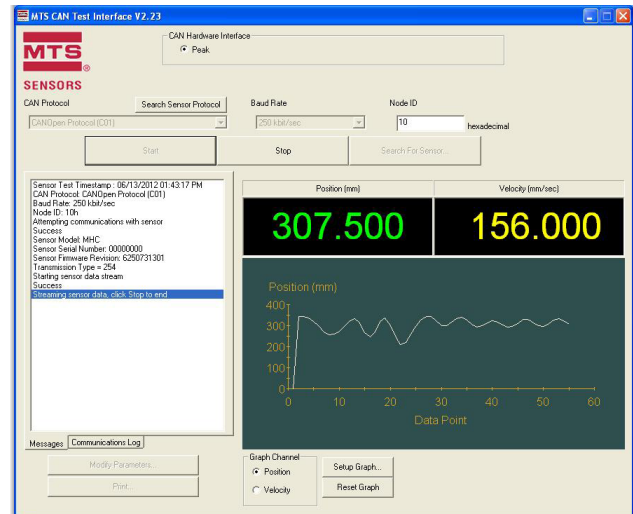 MTS CAN Test Interface V2.23
MTS
®
SENSORS
CAN Hardware Interface
Peak
CAN Protocol
Search Sensor Protocol
Baud Rate
Node ID
CANOpen Protocol (C01)
250 kbit/sec
10
hexadecimal
Start
Stop
Search For Sensor...
Sensor Test Timestamp : 06/13/2012 01:43:17 PM
CAN Protocol: CANOpen Protocol (C01)
Baud Rate: 250 kbit/sec
Node ID: 10h
Attempting communications with sensor
Success
Sensor Model: MHC
Sensor Serial Number: 00000000
Sensor Firmware Revision: 6250731301
Transmission Type = 254
Starting sensor data stream
Success
Streaming sensor data, click Stop to end
Messages
Communications Log
Modify Parameters...
Print...
Position (mm)
Velocity (mm/sec)
307.500
156.000
Position (mm)
400
300
200
100
0
0 10 20 30 40 50 60
Data Point
Graph Channel
Position
Velocity
Setup Graph...
Reset Graph